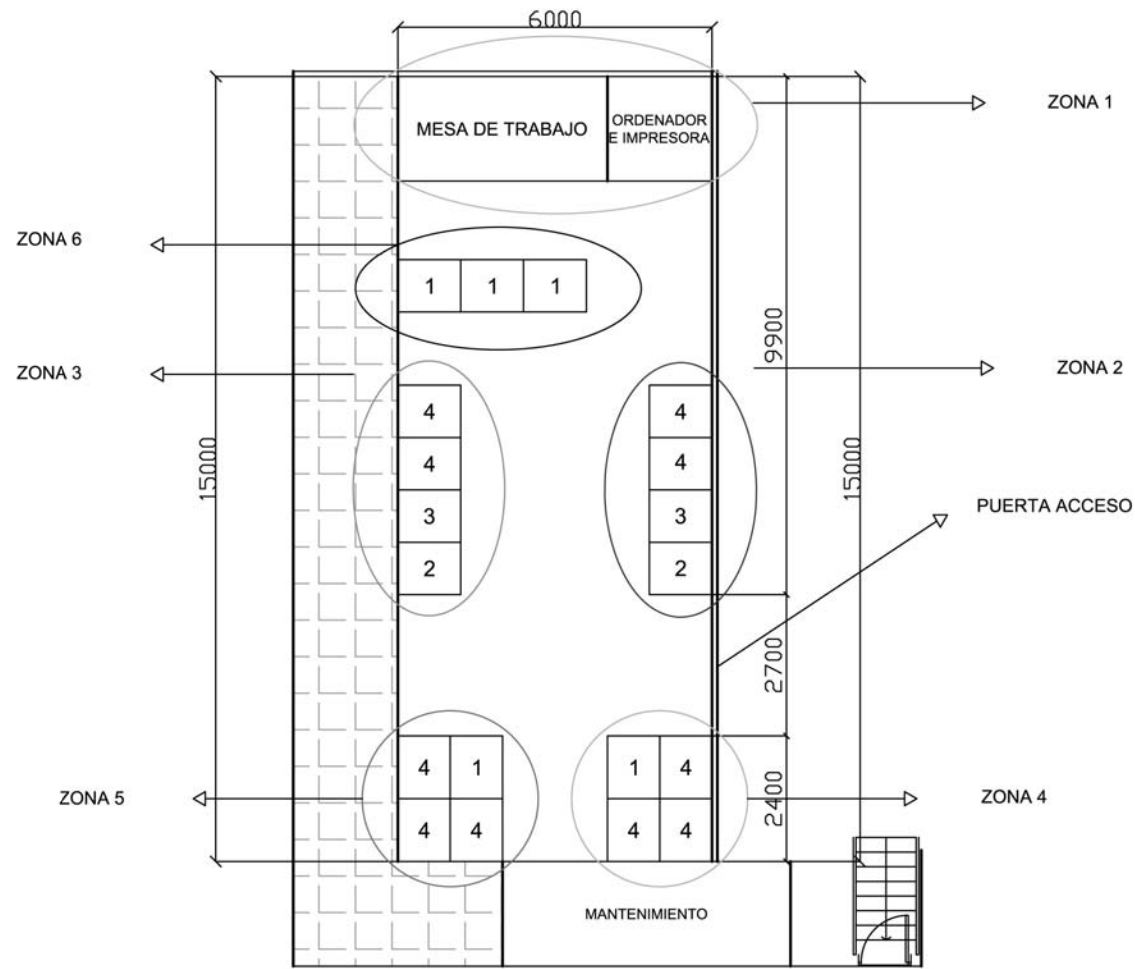 6000
ZONA 1
MESA DE TRABAJO
ORDENADOR
E IMPRESORA
ZONA 6
1 1 1
9900
ZONA 3
ZONA 2
4
4
3
2
4
4
3
2
15000
15000
PUERTA ACCESO
2700
4 1
4 4
1 4
4 4
2400
ZONA 5
ZONA 4
MANTENIMIENTO